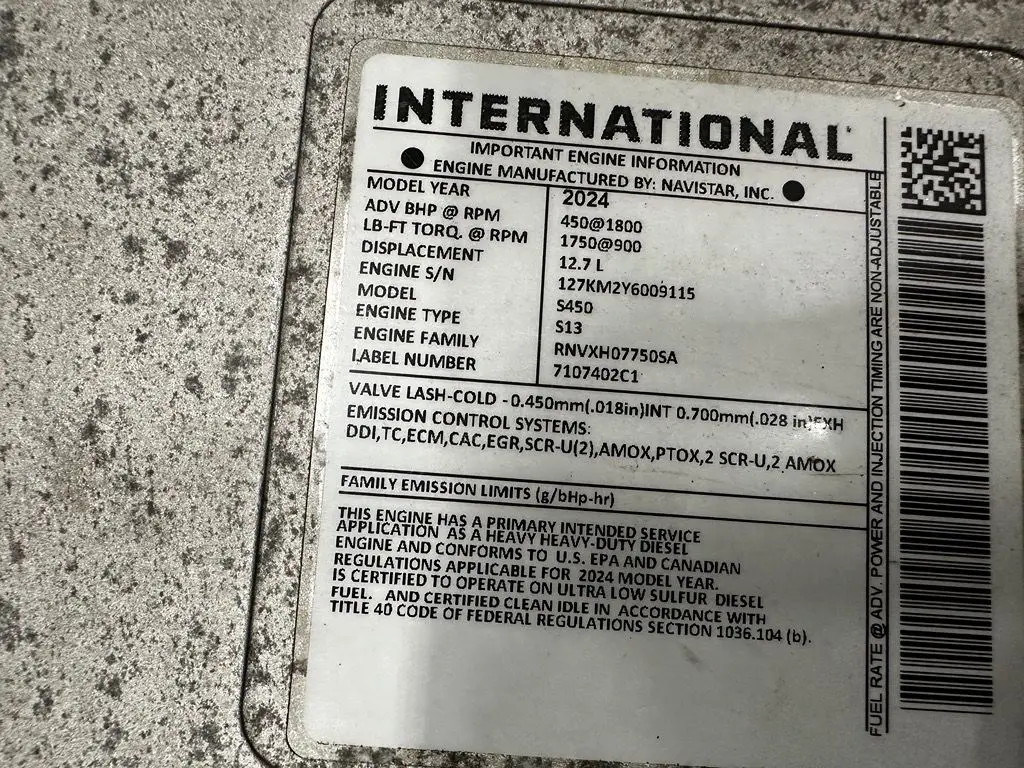 INTERNATIONAL
IMPORTANT ENGINE INFORMATION
ENGINE MANUFACTURED BY: NAVISTAR, INC.
MODEL YEAR 2024
ADV BHP @ RPM 450@1800
LB-FT TORQ. @ RPM 1750@900
DISPLACEMENT 12.7 L
ENGINE S/N 127KM2Y6009115
MODEL S450
ENGINE TYPE S13
ENGINE FAMILY RNVXH07750SA
LABEL NUMBER 7107402C1
VALVE LASH-COLD - 0.450mm(.018in)INT 0.700mm(.028 in)EXH
EMISSION CONTROL SYSTEMS:
DDI,TC,ECM,CAC,EGR,SCR-U(2),AMOX,PTOX,2 SCR-U,2 AMOX
FAMILY EMISSION LIMITS (g/bHp-hr)
THIS ENGINE HAS A PRIMARY INTENDED SERVICE
APPLICATION AS A HEAVY HEAVY-DUTY DIESEL
ENGINE AND CONFORMS TO U.S. EPA AND CANADIAN
REGULATIONS APPLICABLE FOR 2024 MODEL YEAR.
IS CERTIFIED TO OPERATE ON ULTRA LOW SULFUR DIESEL
FUEL. AND CERTIFIED CLEAN IDLE IN ACCORDANCE WITH
TITLE 40 CODE OF FEDERAL REGULATIONS SECTION 1036.104 (b).
FUEL RATE @ ADV. POWER AND INJECTION TIMING ARE NON-ADJUSTABLE